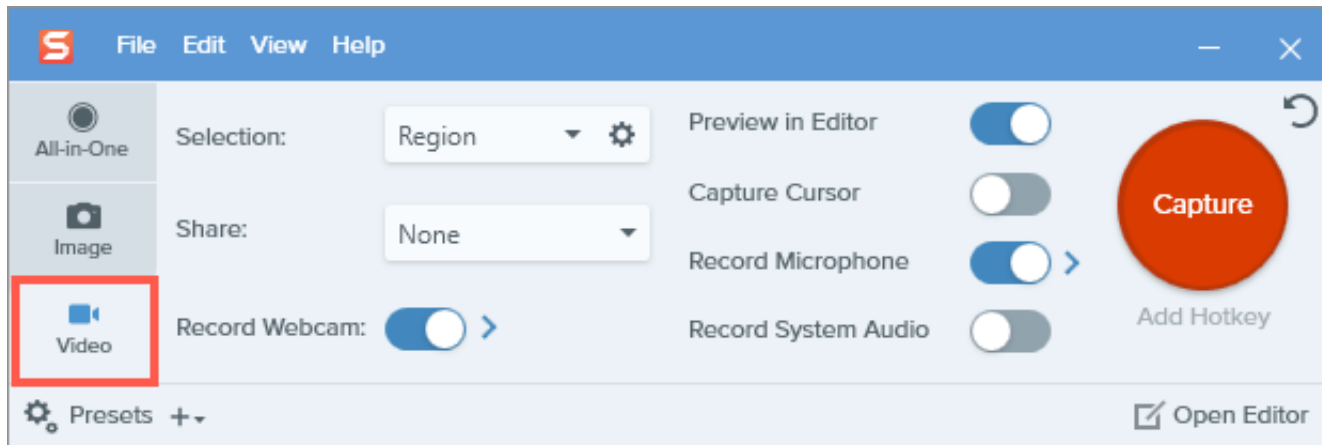 File Edit View Help
All-in-One
Image
Video
Selection: Region
Share: None
Record Webcam:
Preview in Editor
Capture Cursor
Record Microphone
Record System Audio
Capture
Add Hotkey
Presets
Open Editor